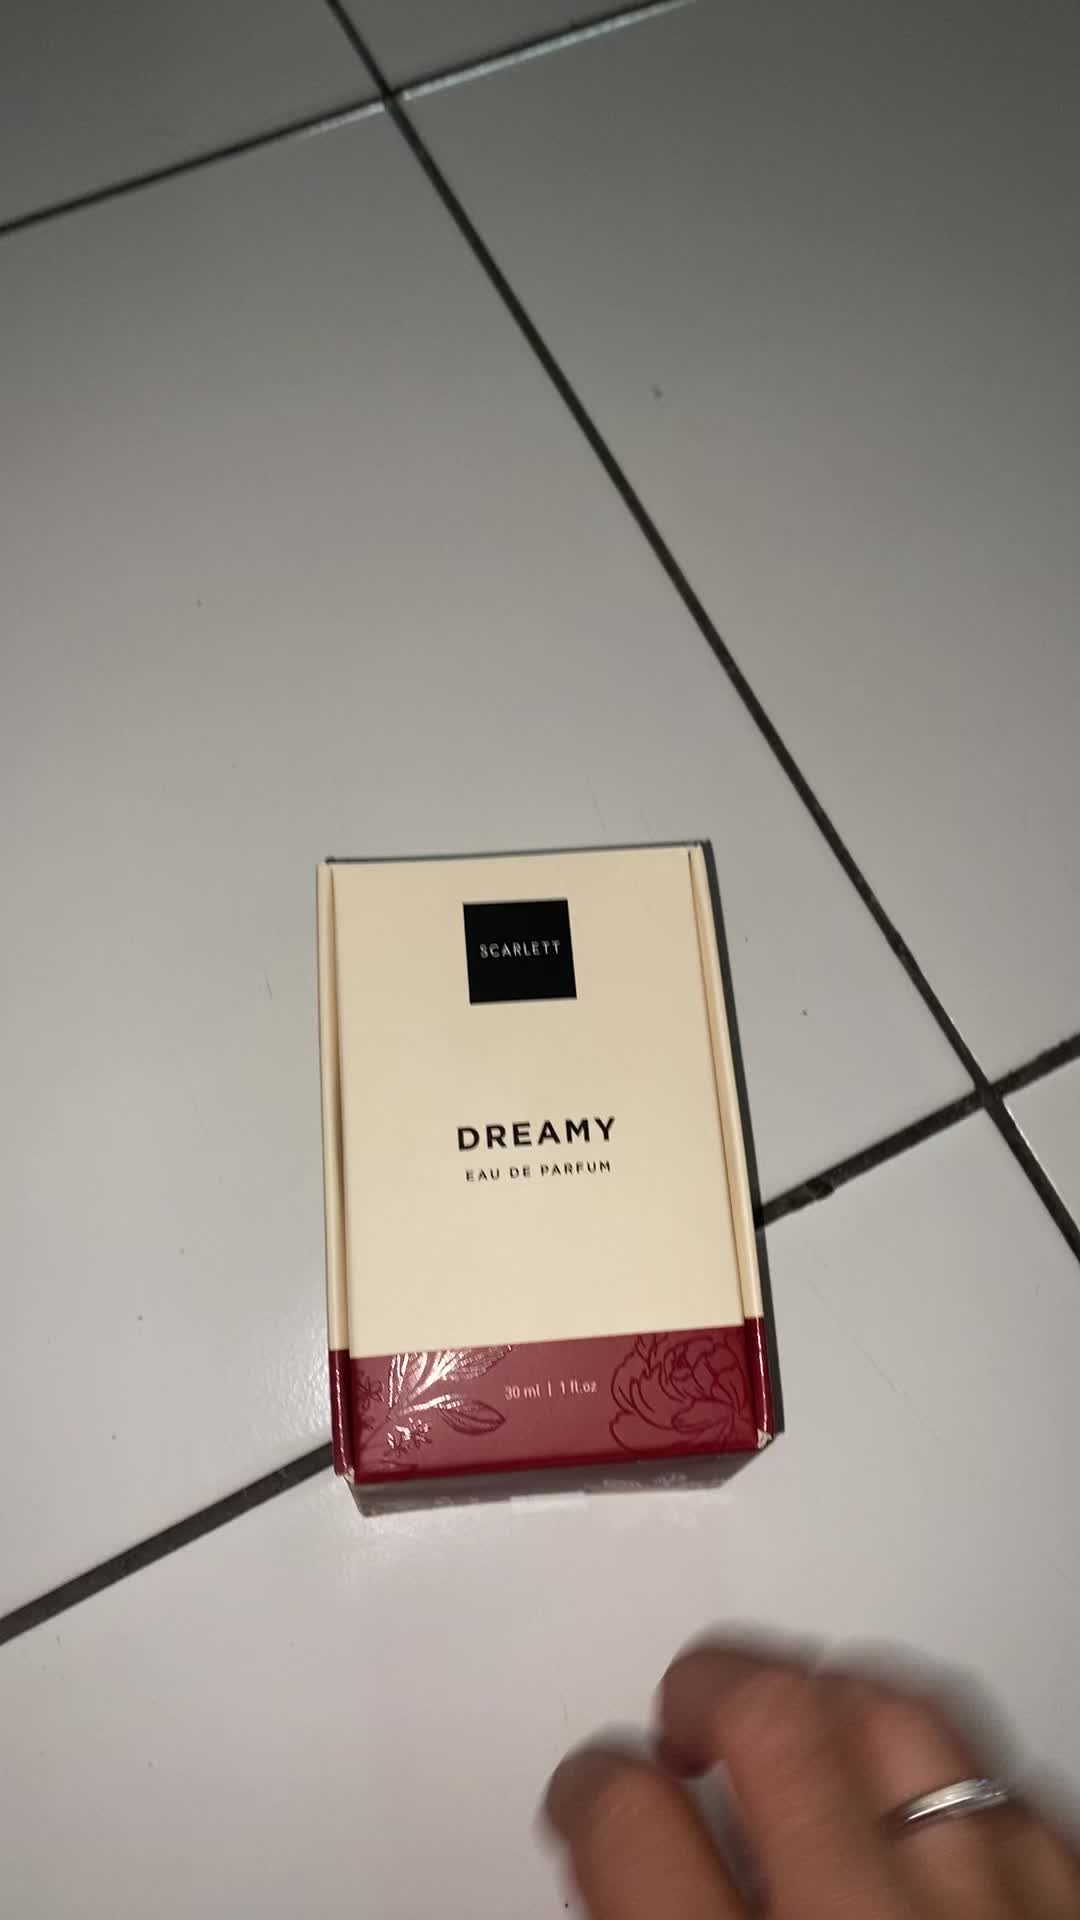 SCARLETT
DREAMY
EAU DE PARFUM
30 ml | 1 fl.oz